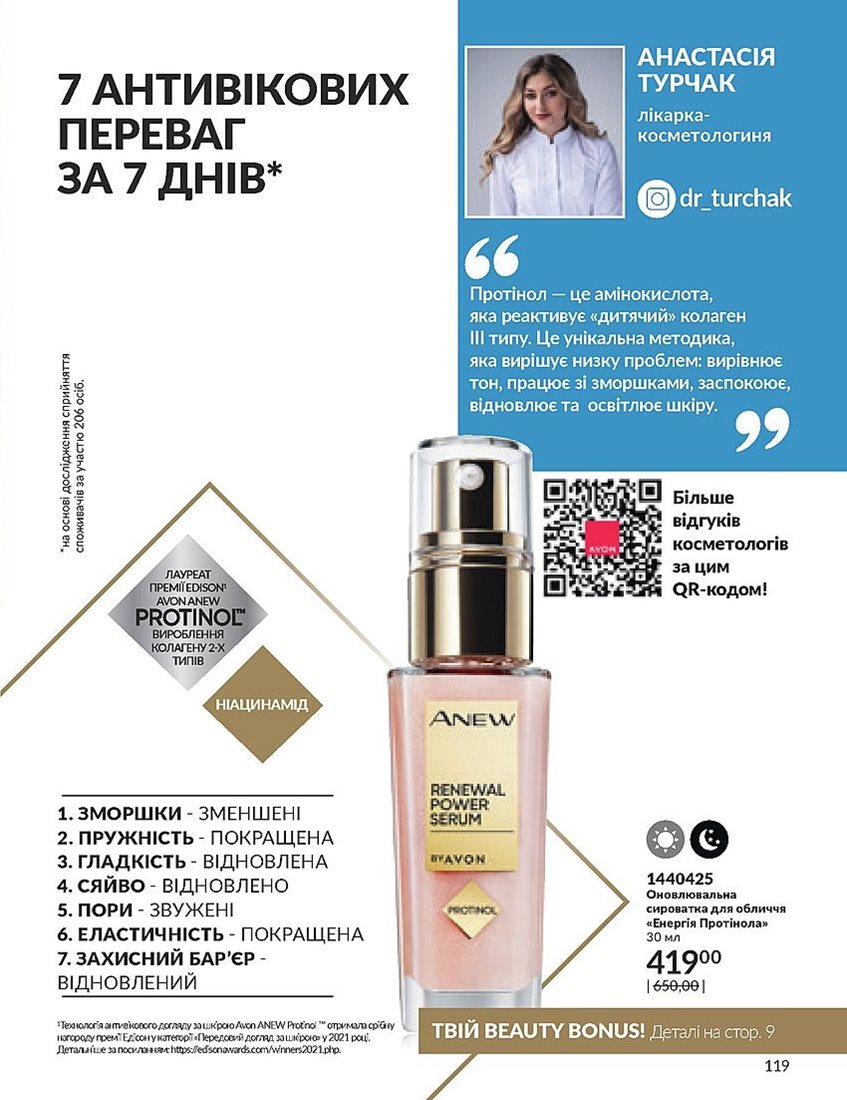 7 АНТИВІКОВИХ
ПЕРЕВАГ
ЗА 7 ДНІВ*
АНАСТАСІЯ
ТУРЧАК
лікарка-
косметологиня
dr_turchak
“
Протінол — це амінокислота,
яка реактивує «дитячий» колаген
III типу. Це унікальна методика,
яка вирішує низку проблем: вирівнює
тон, працює зі зморшками, заспокоює,
відновлює та освітлює шкіру.
”
*на основі дослідження сприйняття
споживачів за участю 206 осіб.
Більше
відгуків
косметологів
за цим
QR-кодом!
AVON
ЛАУРЕАТ
ПРЕМІЇ EDISON¹
AVON ANEW
PROTINOL™
ВИРОБЛЕННЯ
КОЛАГЕНУ 2-Х
ТИПІВ
НІАЦИНАМІД
ANEW
RENEWAL
POWER
SERUM
BY AVON
PROTINOL
1. ЗМОРШКИ - ЗМЕНШЕНІ
2. ПРУЖНІСТЬ - ПОКРАЩЕНА
3. ГЛАДКІСТЬ - ВІДНОВЛЕНА
4. СЯЙВО - ВІДНОВЛЕНО
5. ПОРИ - ЗВУЖЕНІ
6. ЕЛАСТИЧНІСТЬ - ПОКРАЩЕНА
7. ЗАХИСНИЙ БАР’ЄР -
ВІДНОВЛЕНИЙ
1440425
Оновлювальна
сироватка для обличчя
«Енергія Протінола»
30 мл
41900
| 650,00 |
¹Технологія антивікового догляду за шкірою Avon ANEW Protinol ™ отримала срібну
нагороду премії Едісон у категорії «Передовий догляд за шкірою» у 2021 році.
Детальніше за посиланням: https://edisonawards.com/winners2021.php.
ТВІЙ BEAUTY BONUS! Деталі на стор. 9
119